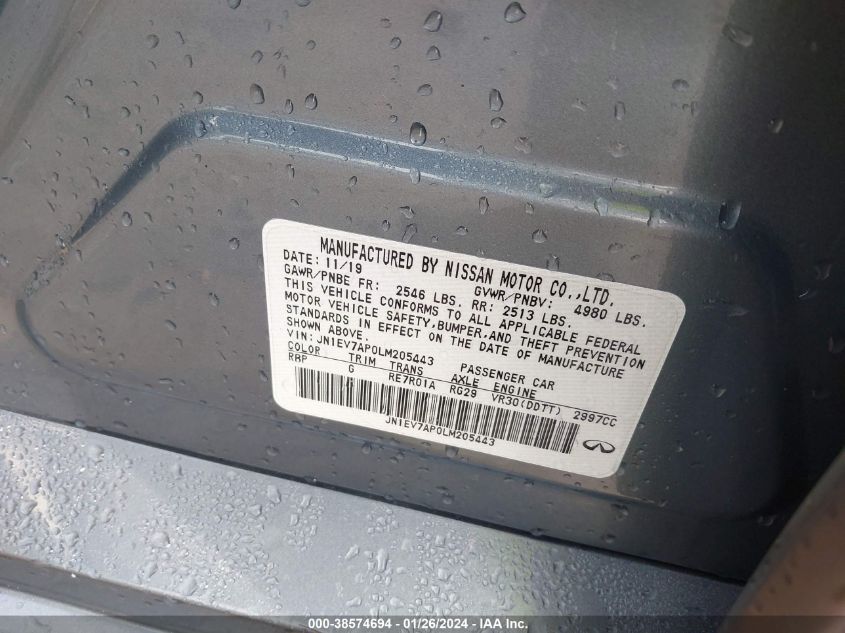 MANUFACTURED BY NISSAN MOTOR CO.,LTD.
DATE: 11/19 GVWR/PNBV: 4980 LBS.
GAWR/PNBE FR: 2546 LBS. RR: 2513 LBS.
THIS VEHICLE CONFORMS TO ALL APPLICABLE FEDERAL
MOTOR VEHICLE SAFETY,BUMPER,AND THEFT PREVENTION
STANDARDS IN EFFECT ON THE DATE OF MANUFACTURE
SHOWN ABOVE.
VIN: JN1EV7AP0LM205443 PASSENGER CAR
COLOR TRIM TRANS AXLE ENGINE
RBP G RE7R01A RG29 VR30(DDTT) 2997CC
JN1EV7AP0LM205443
000-38574694 - 01/26/2024 - IAA Inc.